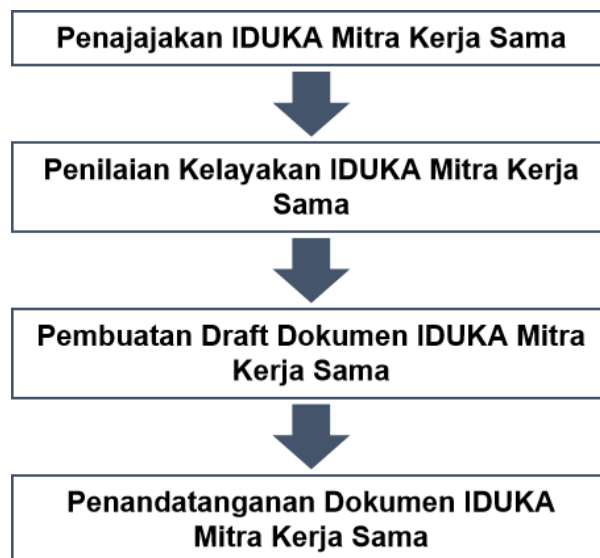 Penajajakan IDUKA Mitra Kerja Sama
Penilaian Kelayakan IDUKA Mitra Kerja
Sama
Pembuatan Draft Dokumen IDUKA Mitra
Kerja Sama
Penandatanganan Dokumen IDUKA
Mitra Kerja Sama